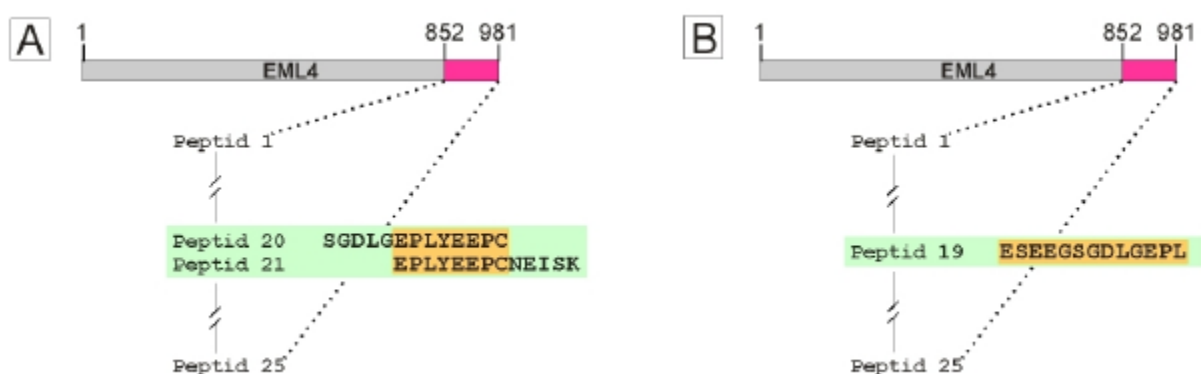 A
1 852 981
EML4
Peptid 1
Peptid 20 SGDLGEPLYEEPC
Peptid 21 EPLYEEPCNEISK
Peptid 25
B
1 852 981
EML4
Peptid 1
Peptid 19 ESEEGSGDLGEPL
Peptid 25